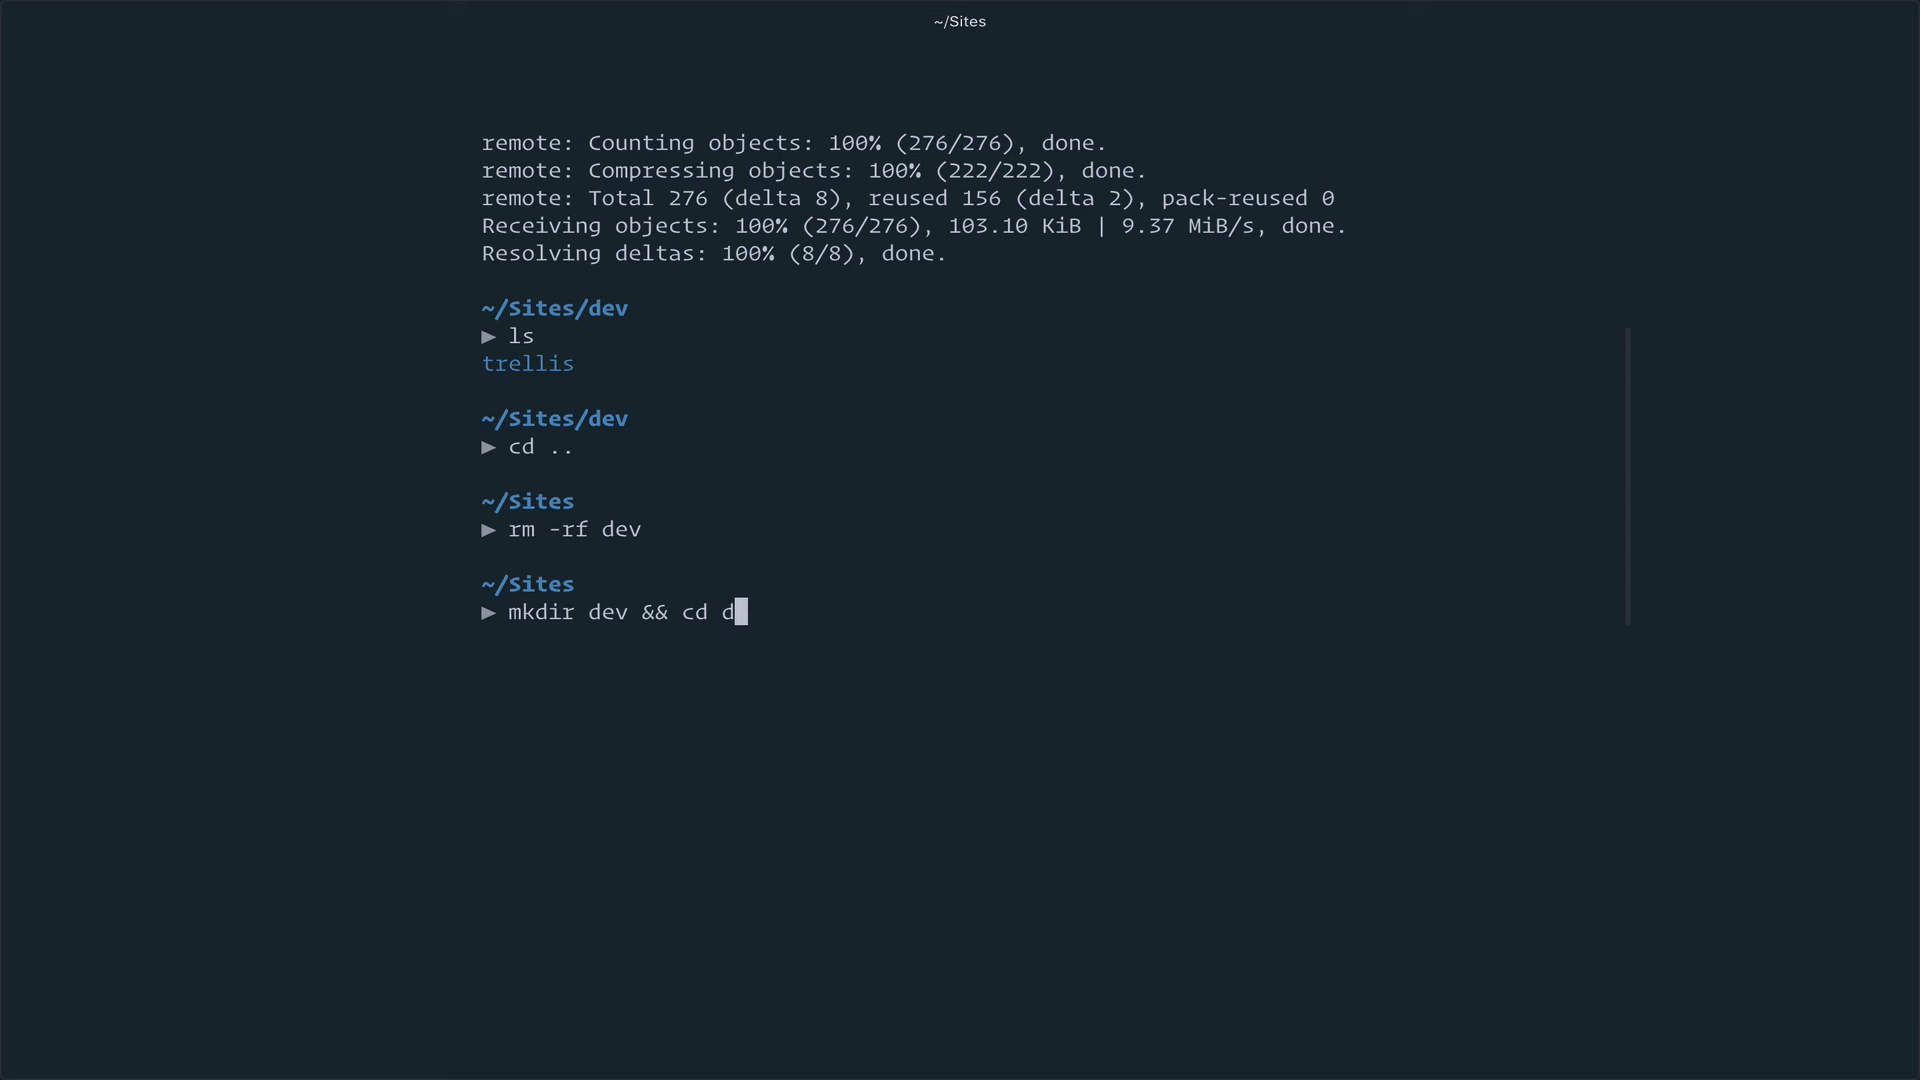 ~/Sites
remote: Counting objects: 100% (276/276), done.
remote: Compressing objects: 100% (222/222), done.
remote: Total 276 (delta 8), reused 156 (delta 2), pack-reused 0
Receiving objects: 100% (276/276), 103.10 KiB | 9.37 MiB/s, done.
Resolving deltas: 100% (8/8), done.
~/Sites/dev
▶ ls
trellis
~/Sites/dev
▶ cd ..
~/Sites
▶ rm -rf dev
~/Sites
▶ mkdir dev && cd d